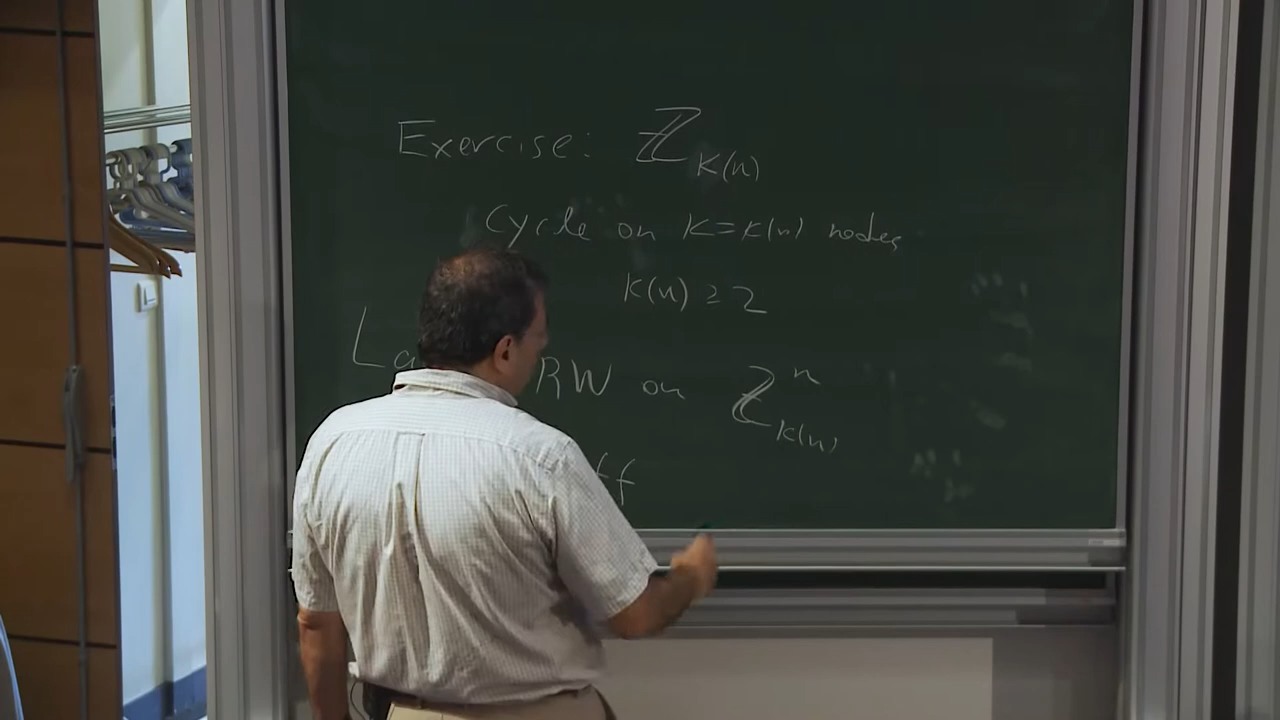 Exercise: ℤ_{K(n)}
Cycle on K=K(n) nodes
K(n) ≥ 2
RW on ℤ^n_{K(n)}